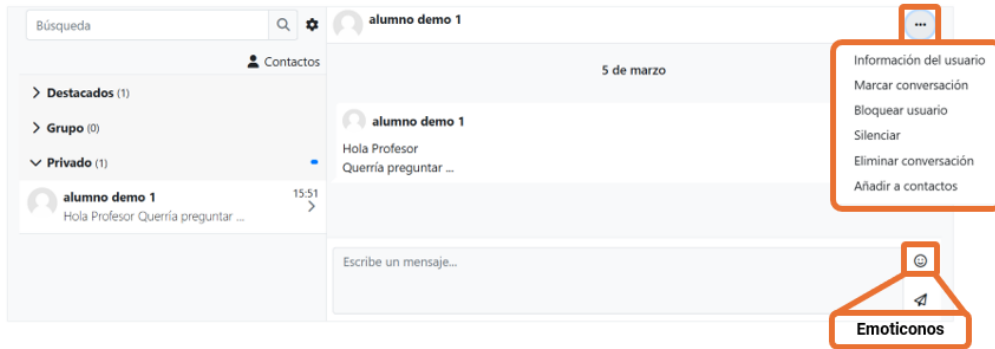 Búsqueda
Contactos
Destacados (1)
Grupo (0)
Privado (1)
alumno demo 1
15:51
Hola Profesor Querría preguntar ...
alumno demo 1
5 de marzo
alumno demo 1
Hola Profesor
Querría preguntar ...
Escribe un mensaje...
Información del usuario
Marcar conversación
Bloquear usuario
Silenciar
Eliminar conversación
Añadir a contactos
Emoticonos